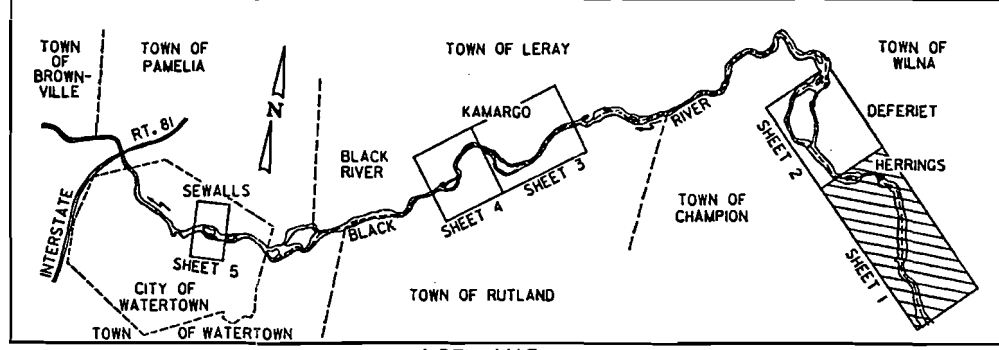 TOWN
OF
BROWN-
VILLE
TOWN OF
PAMELIA
TOWN OF LERAY
TOWN OF
WILNA
N
RT. 81
INTERSTATE
SEWALLS
SHEET 5
CITY OF
WATERTOWN
TOWN OF WATERTOWN
BLACK
RIVER
BLACK RIVER
KAMARGO
SHEET 4
SHEET 3
TOWN OF RUTLAND
TOWN OF
CHAMPION
DEFERIET
HERRINGS
SHEET 2
SHEET 1